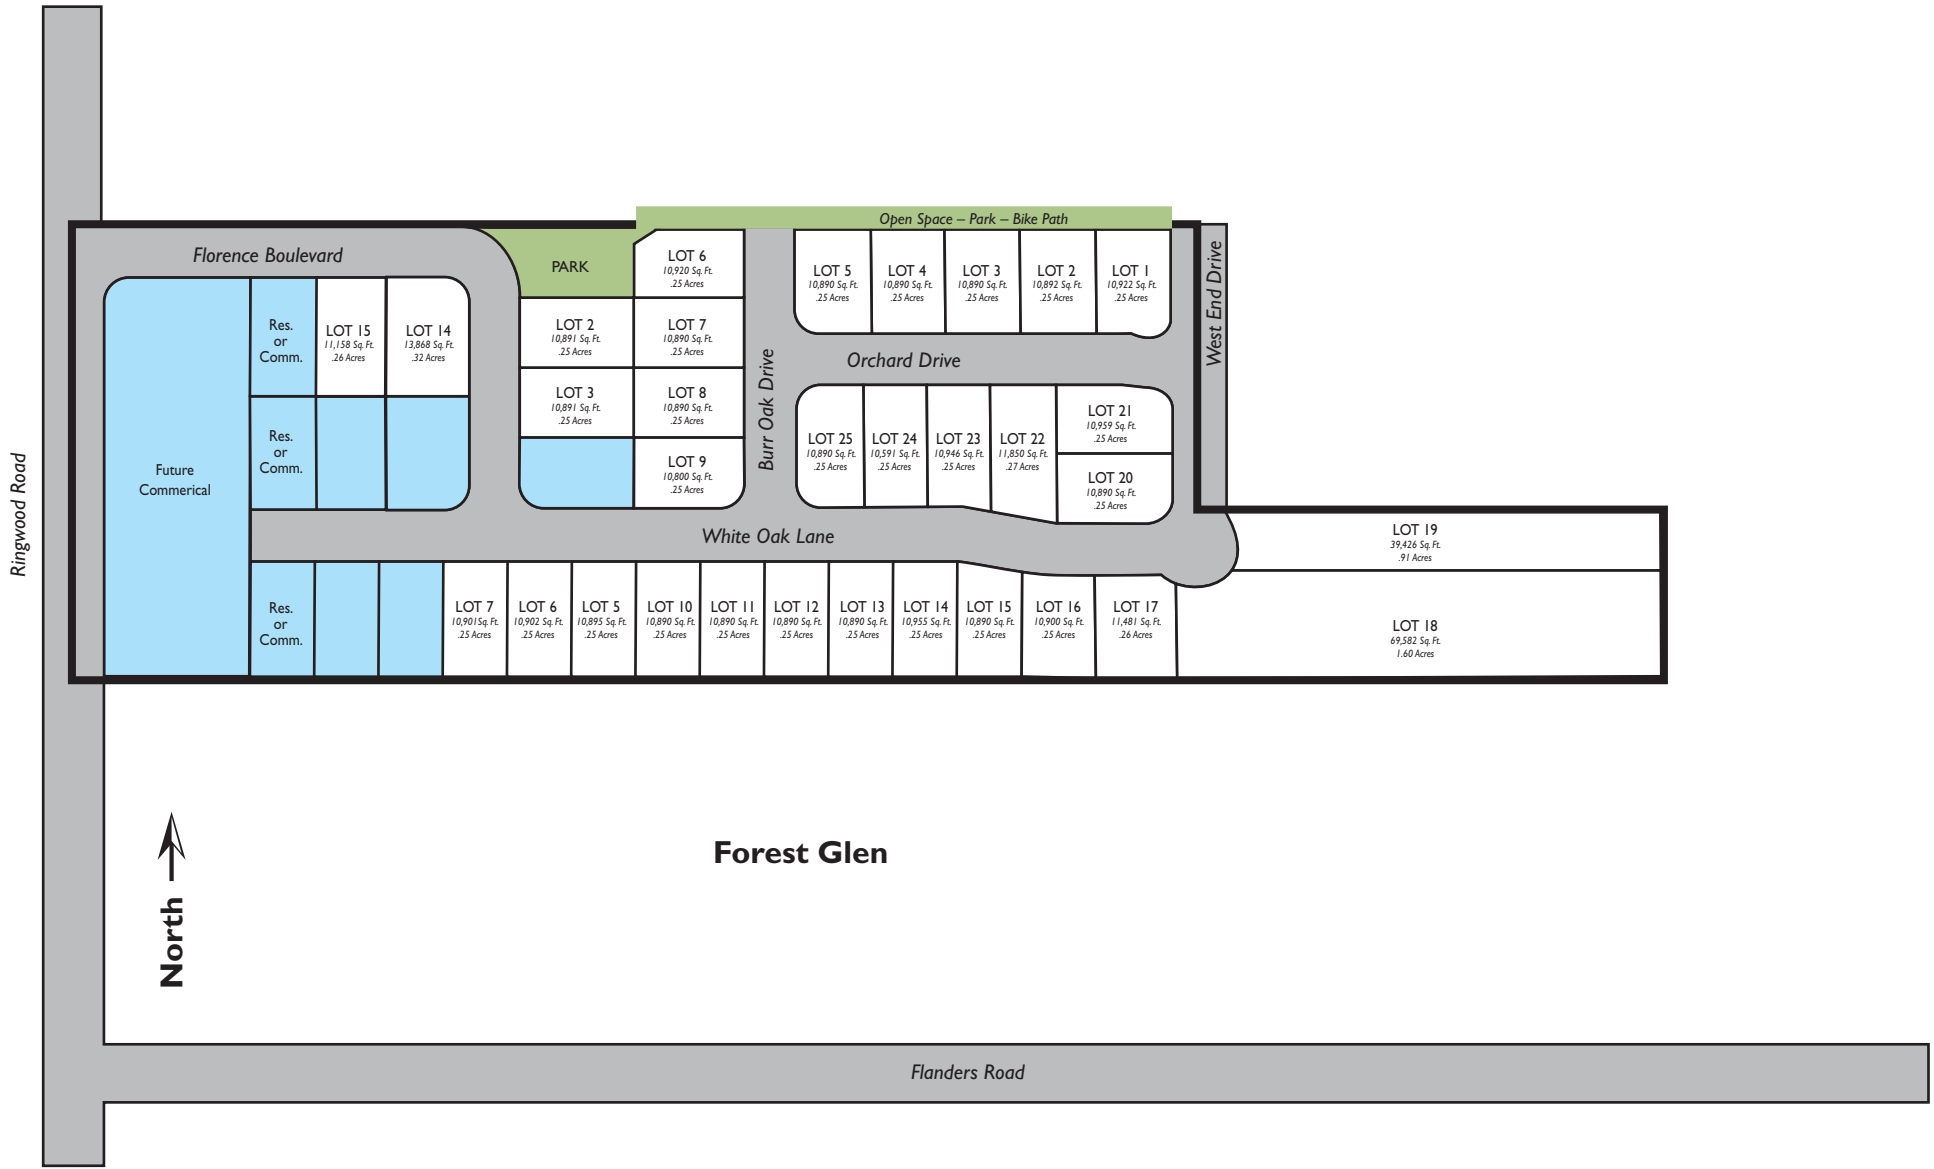 Open Space – Park – Bike Path
Florence Boulevard
PARK
LOT 6
10,920 Sq. Ft.
.25 Acres
LOT 5
10,890 Sq. Ft.
.25 Acres
LOT 4
10,890 Sq. Ft.
.25 Acres
LOT 3
10,890 Sq. Ft.
.25 Acres
LOT 2
10,892 Sq. Ft.
.25 Acres
LOT 1
10,922 Sq. Ft.
.25 Acres
West End Drive
Res.
or
Comm.
LOT 15
11,158 Sq. Ft.
.26 Acres
LOT 14
13,868 Sq. Ft.
.32 Acres
LOT 2
10,891 Sq. Ft.
.25 Acres
LOT 7
10,890 Sq. Ft.
.25 Acres
Orchard Drive
LOT 3
10,891 Sq. Ft.
.25 Acres
LOT 8
10,890 Sq. Ft.
.25 Acres
Burr Oak Drive
LOT 25
10,890 Sq. Ft.
.25 Acres
LOT 24
10,591 Sq. Ft.
.25 Acres
LOT 23
10,946 Sq. Ft.
.25 Acres
LOT 22
11,850 Sq. Ft.
.27 Acres
LOT 21
10,959 Sq. Ft.
.25 Acres
LOT 20
10,890 Sq. Ft.
.25 Acres
Ringwood Road
Future
Commerical
Res.
or
Comm.
LOT 9
10,800 Sq. Ft.
.25 Acres
White Oak Lane
LOT 19
39,426 Sq. Ft.
.91 Acres
Res.
or
Comm.
LOT 7
10,901Sq. Ft.
.25 Acres
LOT 6
10,902 Sq. Ft.
.25 Acres
LOT 5
10,895 Sq. Ft.
.25 Acres
LOT 10
10,890 Sq. Ft.
.25 Acres
LOT 11
10,890 Sq. Ft.
.25 Acres
LOT 12
10,890 Sq. Ft.
.25 Acres
LOT 13
10,890 Sq. Ft.
.25 Acres
LOT 14
10,955 Sq. Ft.
.25 Acres
LOT 15
10,890 Sq. Ft.
.25 Acres
LOT 16
10,900 Sq. Ft.
.25 Acres
LOT 17
11,481 Sq. Ft.
.26 Acres
LOT 18
69,582 Sq. Ft.
1.60 Acres
Forest Glen
North
Flanders Road